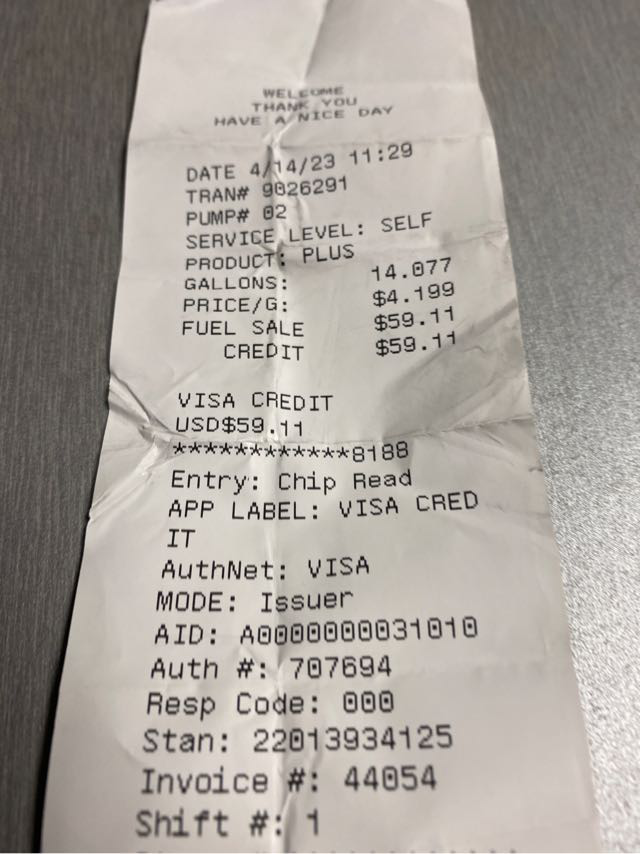 WELCOME
THANK YOU
HAVE A NICE DAY
DATE 4/14/23 11:29
TRAN# 9026291
PUMP# 02
SERVICE LEVEL: SELF
PRODUCT: PLUS
GALLONS: 14.077
PRICE/G: $4.199
FUEL SALE $59.11
CREDIT $59.11
VISA CREDIT
USD$59.11
************8188
Entry: Chip Read
APP LABEL: VISA CRED
IT
AuthNet: VISA
MODE: Issuer
AID: A0000000031010
Auth #: 707694
Resp Code: 000
Stan: 22013934125
Invoice #: 44054
Shift #: 1